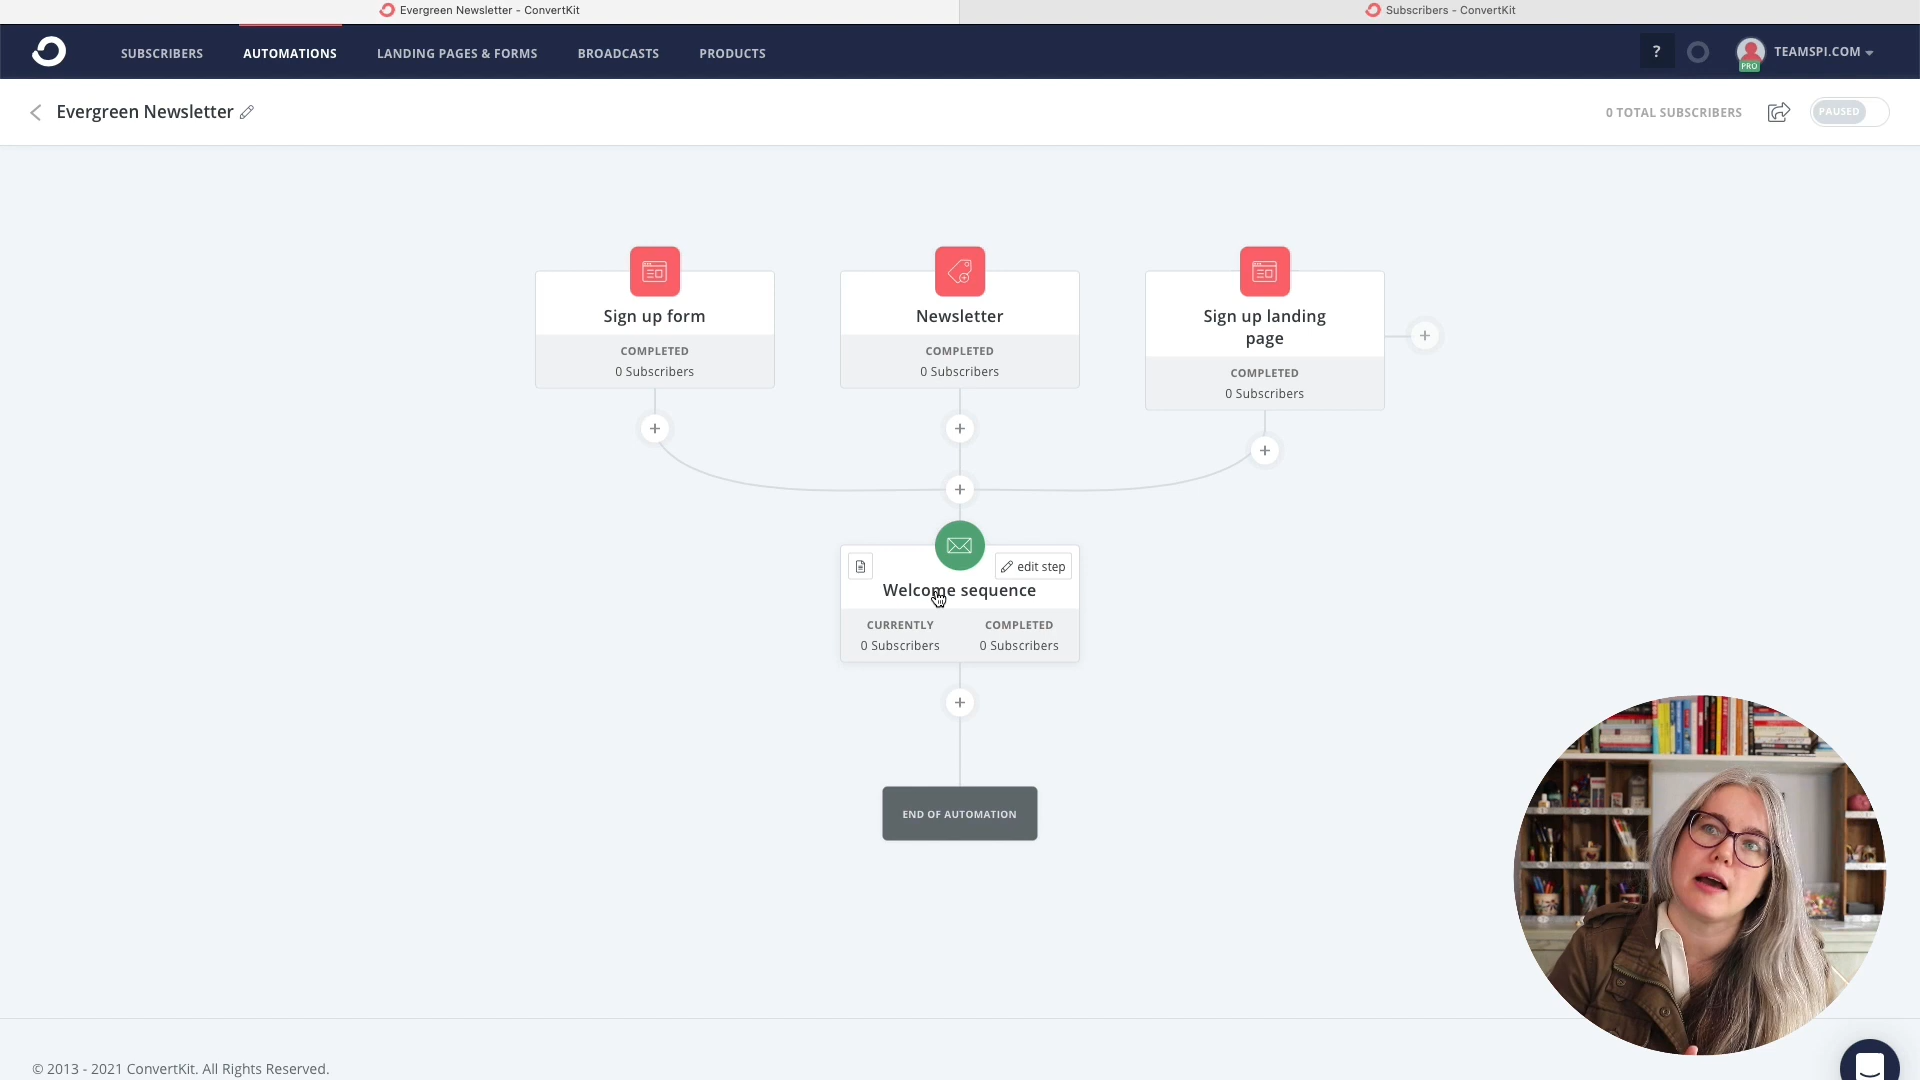 Evergreen Newsletter - ConvertKit
Subscribers - ConvertKit
SUBSCRIBERS
AUTOMATIONS
LANDING PAGES & FORMS
BROADCASTS
PRODUCTS
?
TEAMSPI.COM
PRO
Evergreen Newsletter
0 TOTAL SUBSCRIBERS
PAUSED
Sign up form
COMPLETED
0 Subscribers
Newsletter
COMPLETED
0 Subscribers
Sign up landing
page
COMPLETED
0 Subscribers
edit step
Welcome sequence
CURRENTLY
0 Subscribers
COMPLETED
0 Subscribers
END OF AUTOMATION
© 2013 - 2021 ConvertKit. All Rights Reserved.